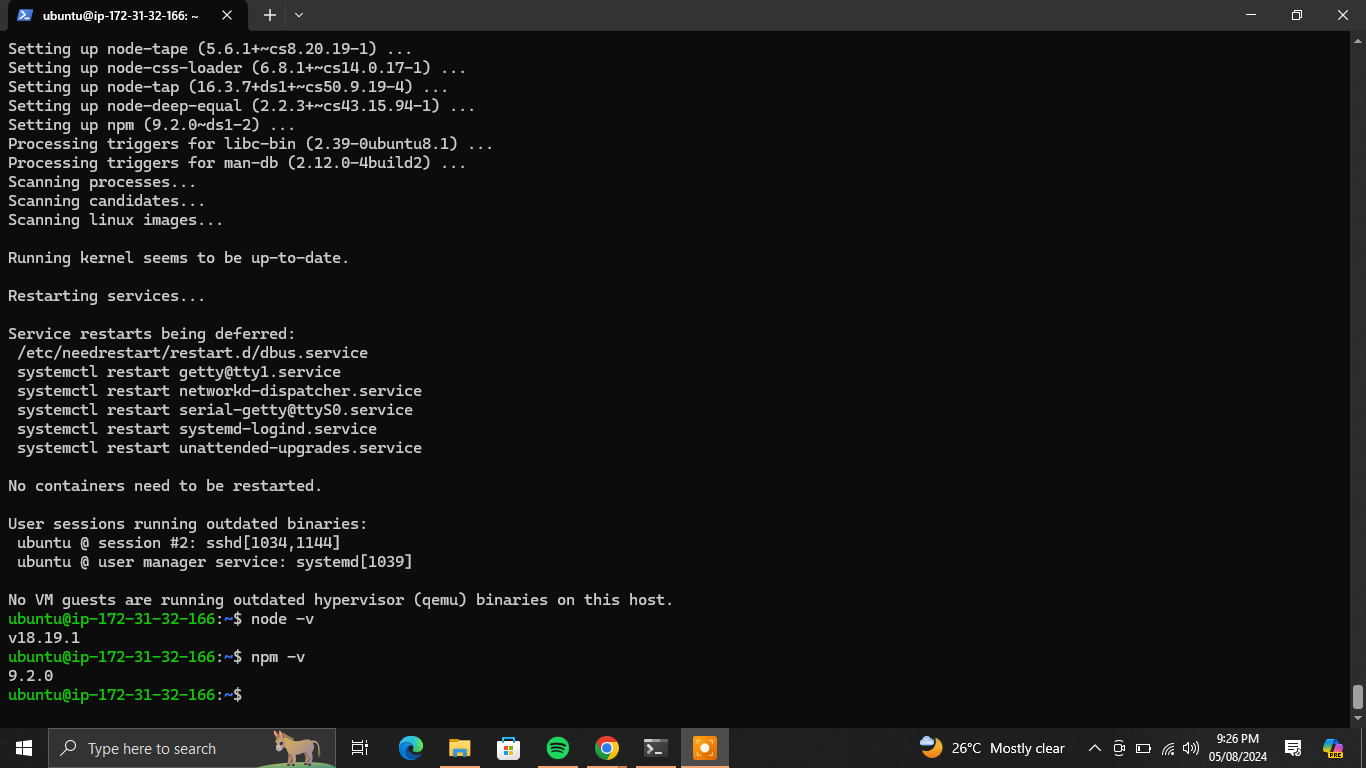 ubuntu@ip-172-31-32-166: ~
Setting up node-tape (5.6.1+~cs8.20.19-1) ...
Setting up node-css-loader (6.8.1+~cs14.0.17-1) ...
Setting up node-tap (16.3.7+ds1+~cs50.9.19-4) ...
Setting up node-deep-equal (2.2.3+~cs43.15.94-1) ...
Setting up npm (9.2.0~ds1-2) ...
Processing triggers for libc-bin (2.39-0ubuntu8.1) ...
Processing triggers for man-db (2.12.0-4build2) ...
Scanning processes...
Scanning candidates...
Scanning linux images...
Running kernel seems to be up-to-date.
Restarting services...
Service restarts being deferred:
/etc/needrestart/restart.d/dbus.service
systemctl restart getty@tty1.service
systemctl restart networkd-dispatcher.service
systemctl restart serial-getty@ttyS0.service
systemctl restart systemd-logind.service
systemctl restart unattended-upgrades.service
No containers need to be restarted.
User sessions running outdated binaries:
ubuntu @ session #2: sshd[1034,1144]
ubuntu @ user manager service: systemd[1039]
No VM guests are running outdated hypervisor (qemu) binaries on this host.
ubuntu@ip-172-31-32-166:~$ node -v
v18.19.1
ubuntu@ip-172-31-32-166:~$ npm -v
9.2.0
ubuntu@ip-172-31-32-166:~$
Type here to search
26°C Mostly clear
9:26 PM
05/08/2024
PRE